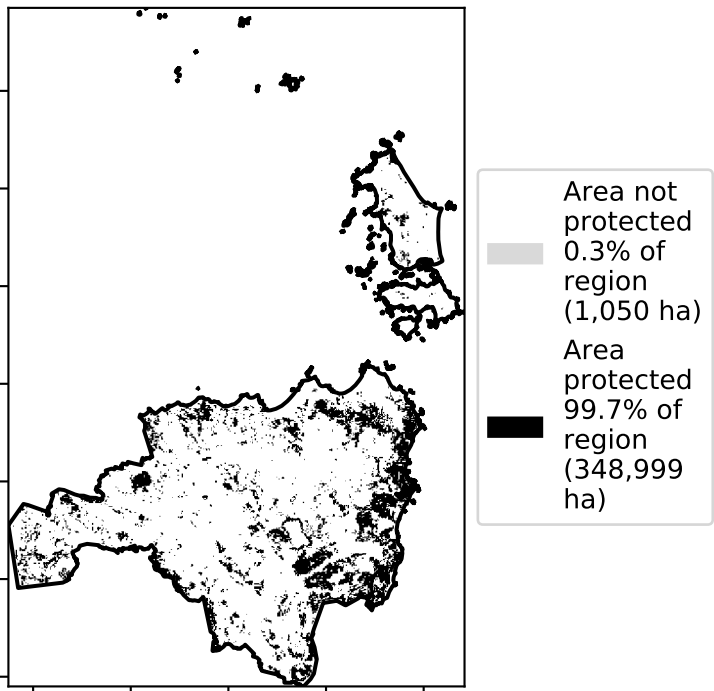 Area not
protected
0.3% of
region
(1,050 ha)
Area
protected
99.7% of
region
(348,999
ha)